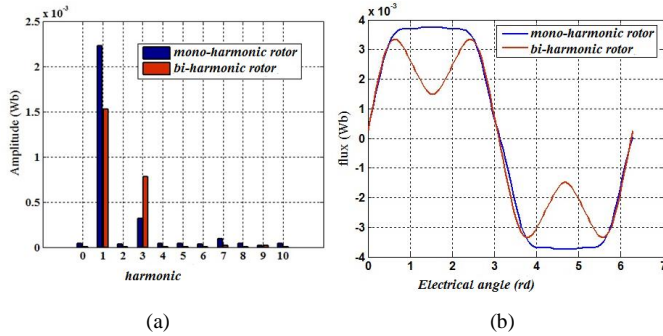 x 10⁻³
2.5
2
1.5
1
0.5
0
Amplitude (Wb)
mono-harmonic rotor
bi-harmonic rotor
0 1 2 3 4 5 6 7 8 9 10
harmonic
(a)
x 10⁻³
4
3
2
1
0
-1
-2
-3
-4
flux (Wb)
mono-harmonic rotor
bi-harmonic rotor
0 1 2 3 4 5 6 7
Electrical angle (rd)
(b)